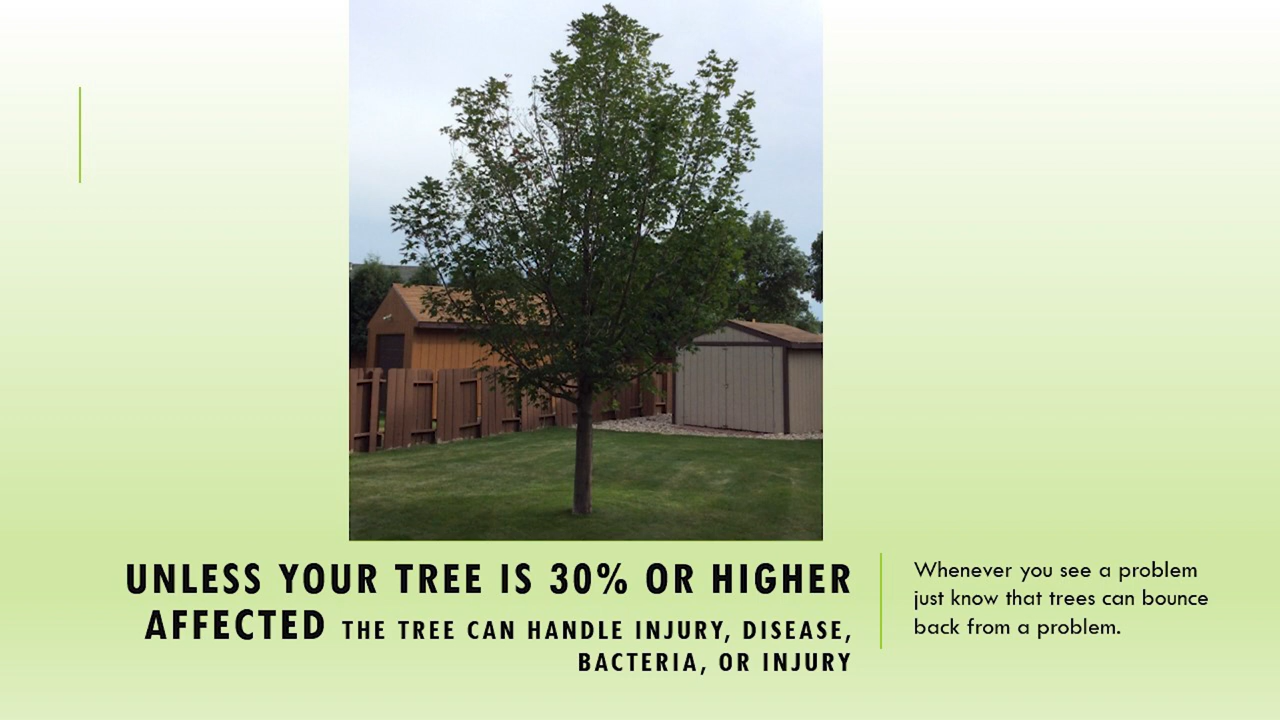 UNLESS YOUR TREE IS 30% OR HIGHER
AFFECTED THE TREE CAN HANDLE INJURY, DISEASE,
BACTERIA, OR INJURY
Whenever you see a problem
just know that trees can bounce
back from a problem.